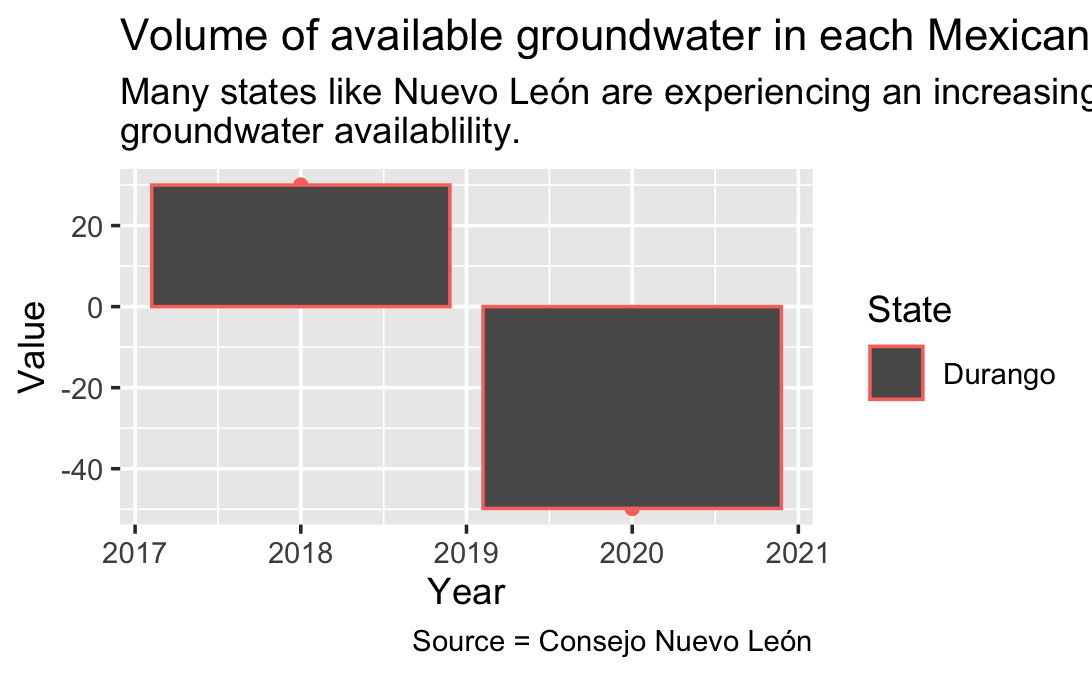 Volume of available groundwater in each Mexican
Many states like Nuevo León are experiencing an increasing
groundwater availablility.
20
0
-20
-40
Value
2017 2018 2019 2020 2021
Year
State
Durango
Source = Consejo Nuevo León